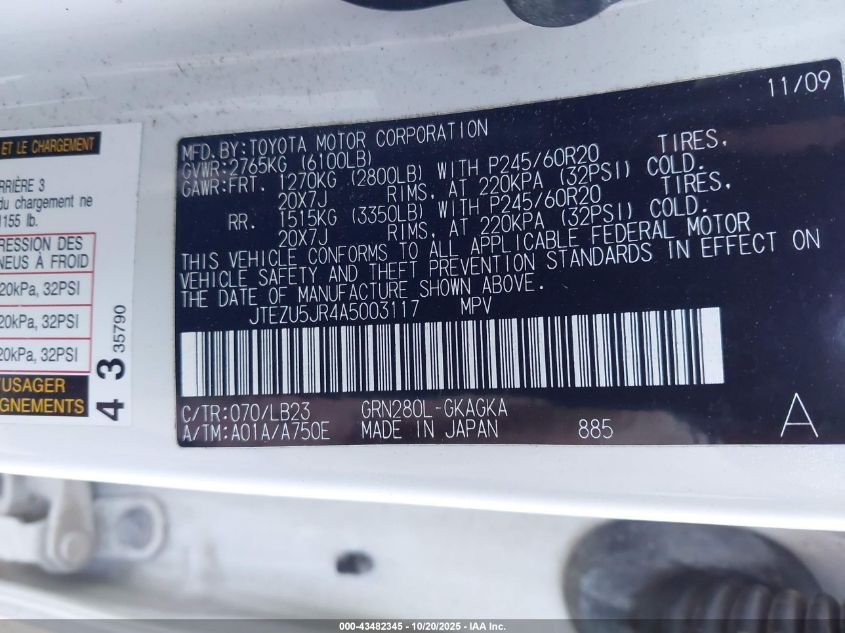 ET LE CHARGEMENT
RRIÈRE 3
du chargement ne
1155 lb.
RESSION DES
NEUS À FROID
20kPa, 32PSI
20kPa, 32PSI
20kPa, 32PSI
'USAGER
GNEMENTS
4 3 35790
11/09
MFD. BY: TOYOTA MOTOR CORPORATION
GVWR: 2765KG (6100LB)
GAWR: FRT. 1270KG (2800LB) WITH P245/60R20 TIRES,
20X7J RIMS, AT 220KPA (32PSI) COLD.
RR. 1515KG (3350LB) WITH P245/60R20 TIRES,
20X7J RIMS, AT 220KPA (32PSI) COLD.
THIS VEHICLE CONFORMS TO ALL APPLICABLE FEDERAL MOTOR
VEHICLE SAFETY AND THEFT PREVENTION STANDARDS IN EFFECT ON
THE DATE OF MANUFACTURE SHOWN ABOVE.
JTEZU5JR4A5003117 MPV
C/TR: 070/LB23 GRN280L-GKAGKA
A/TM: A01A/A750E MADE IN JAPAN 885 A
000-43482345 - 10/20/2025 - IAA Inc.